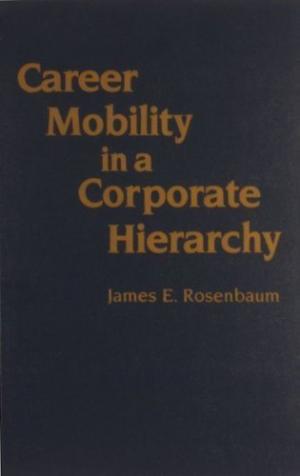 Career
Mobility
in a
Corporate
Hierarchy
James E. Rosenbaum